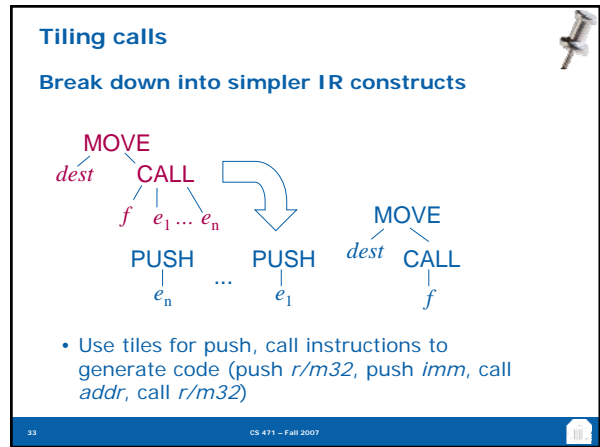 Tiling calls
Break down into simpler IR constructs
MOVE
dest CALL
f e1 ... en
MOVE
dest CALL
f
PUSH ... PUSH
en e1
• Use tiles for push, call instructions to
generate code (push r/m32, push imm, call
addr, call r/m32)
33 CS 471 – Fall 2007